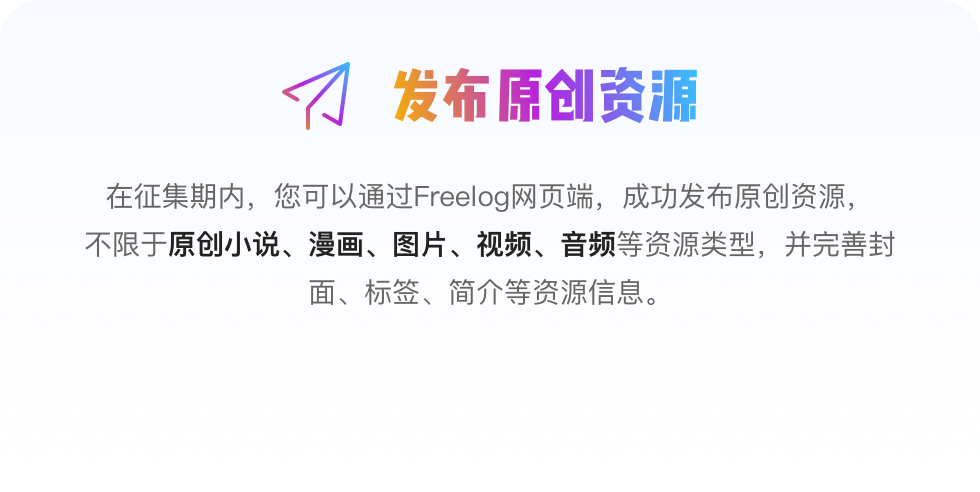 发布原创资源
在征集期内，您可以通过Freelog网页端，成功发布原创资源，
不限于原创小说、漫画、图片、视频、音频等资源类型，并完善封
面、标签、简介等资源信息。